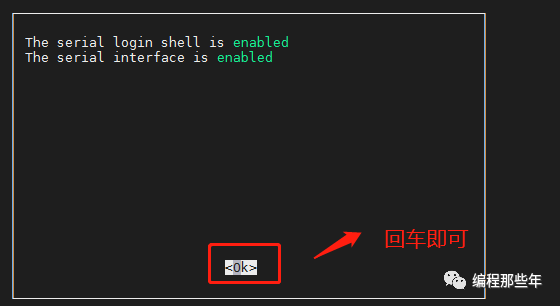 The serial login shell is enabled
The serial interface is enabled
回车即可
<Ok>
编程那些年